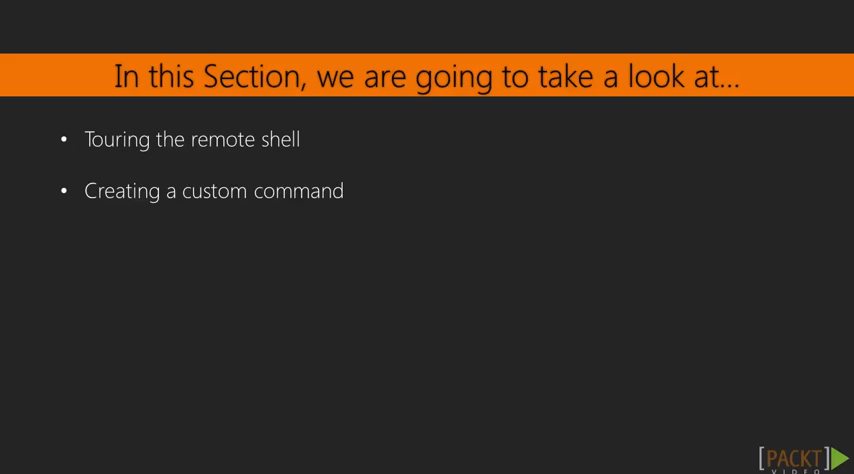 In this Section, we are going to take a look at...
• Touring the remote shell
• Creating a custom command
[PACKT]
VIDEO